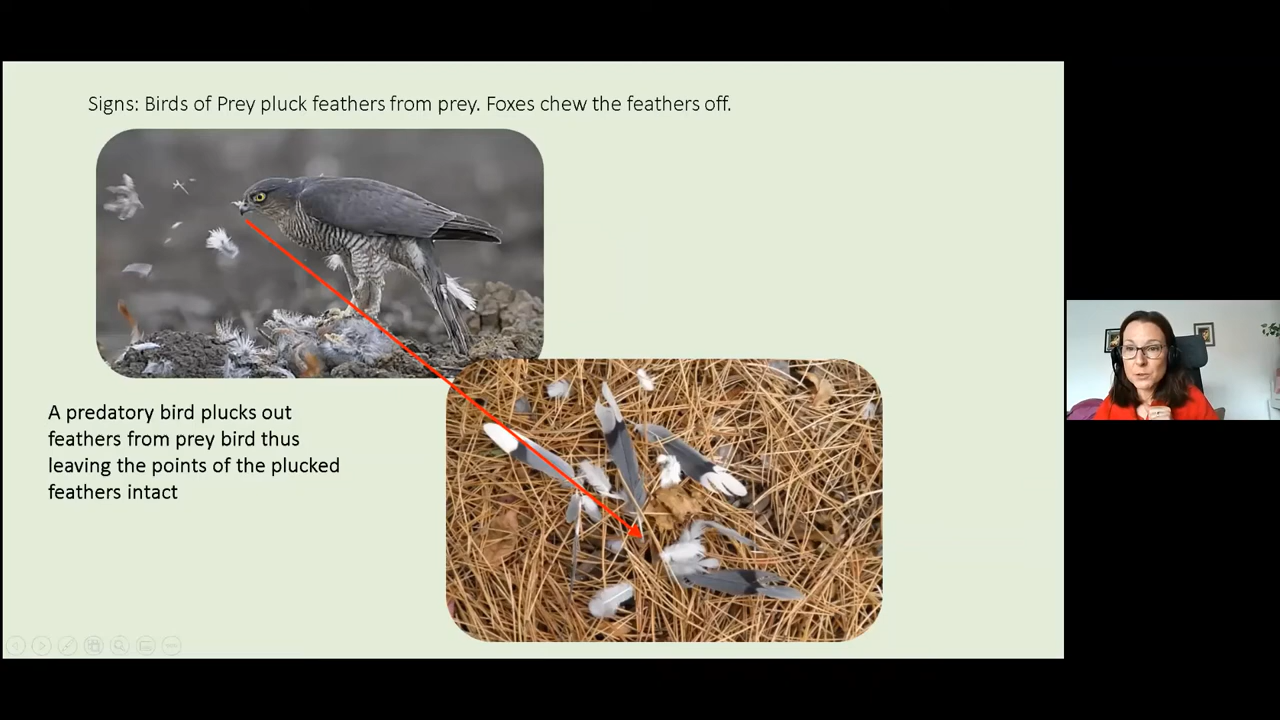 Signs: Birds of Prey pluck feathers from prey. Foxes chew the feathers off.
A predatory bird plucks out
feathers from prey bird thus
leaving the points of the plucked
feathers intact